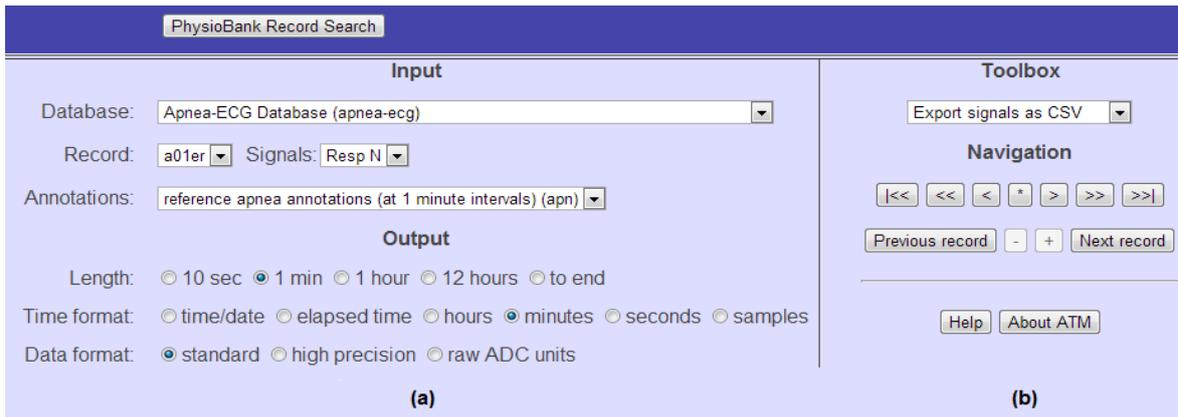 PhysioBank Record Search
Input
Database: Apnea-ECG Database (apnea-ecg)
Record: a01er Signals: Resp N
Annotations: reference apnea annotations (at 1 minute intervals) (apn)
Output
Length: 10 sec 1 min 1 hour 12 hours to end
Time format: time/date elapsed time hours minutes seconds samples
Data format: standard high precision raw ADC units
(a)
Toolbox
Export signals as CSV
Navigation
|<< << < * > >> >>|
Previous record - + Next record
Help About ATM
(b)